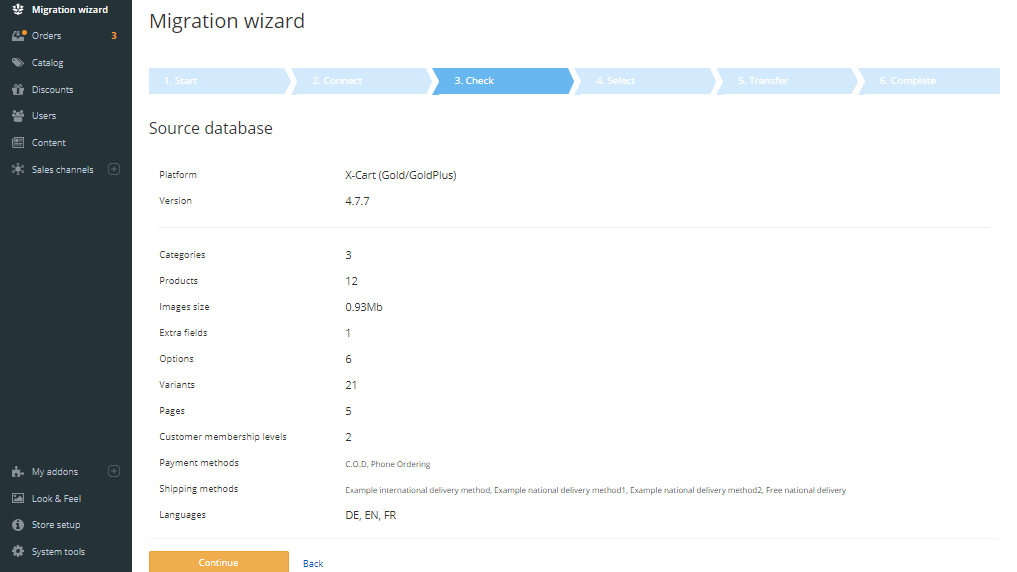 Migration wizard
Orders 3
Catalog
Discounts
Users
Content
Sales channels
My addons
Look & Feel
Store setup
System tools
Migration wizard
1. Start 2. Connect 3. Check 4. Select 5. Transfer 6. Complete
Source database
Platform X-Cart (Gold/GoldPlus)
Version 4.7.7
Categories 3
Products 12
Images size 0.93Mb
Extra fields 1
Options 6
Variants 21
Pages 5
Customer membership levels 2
Payment methods C.O.D, Phone Ordering
Shipping methods Example international delivery method, Example national delivery method1, Example national delivery method2, Free national delivery
Languages DE, EN, FR
Continue Back